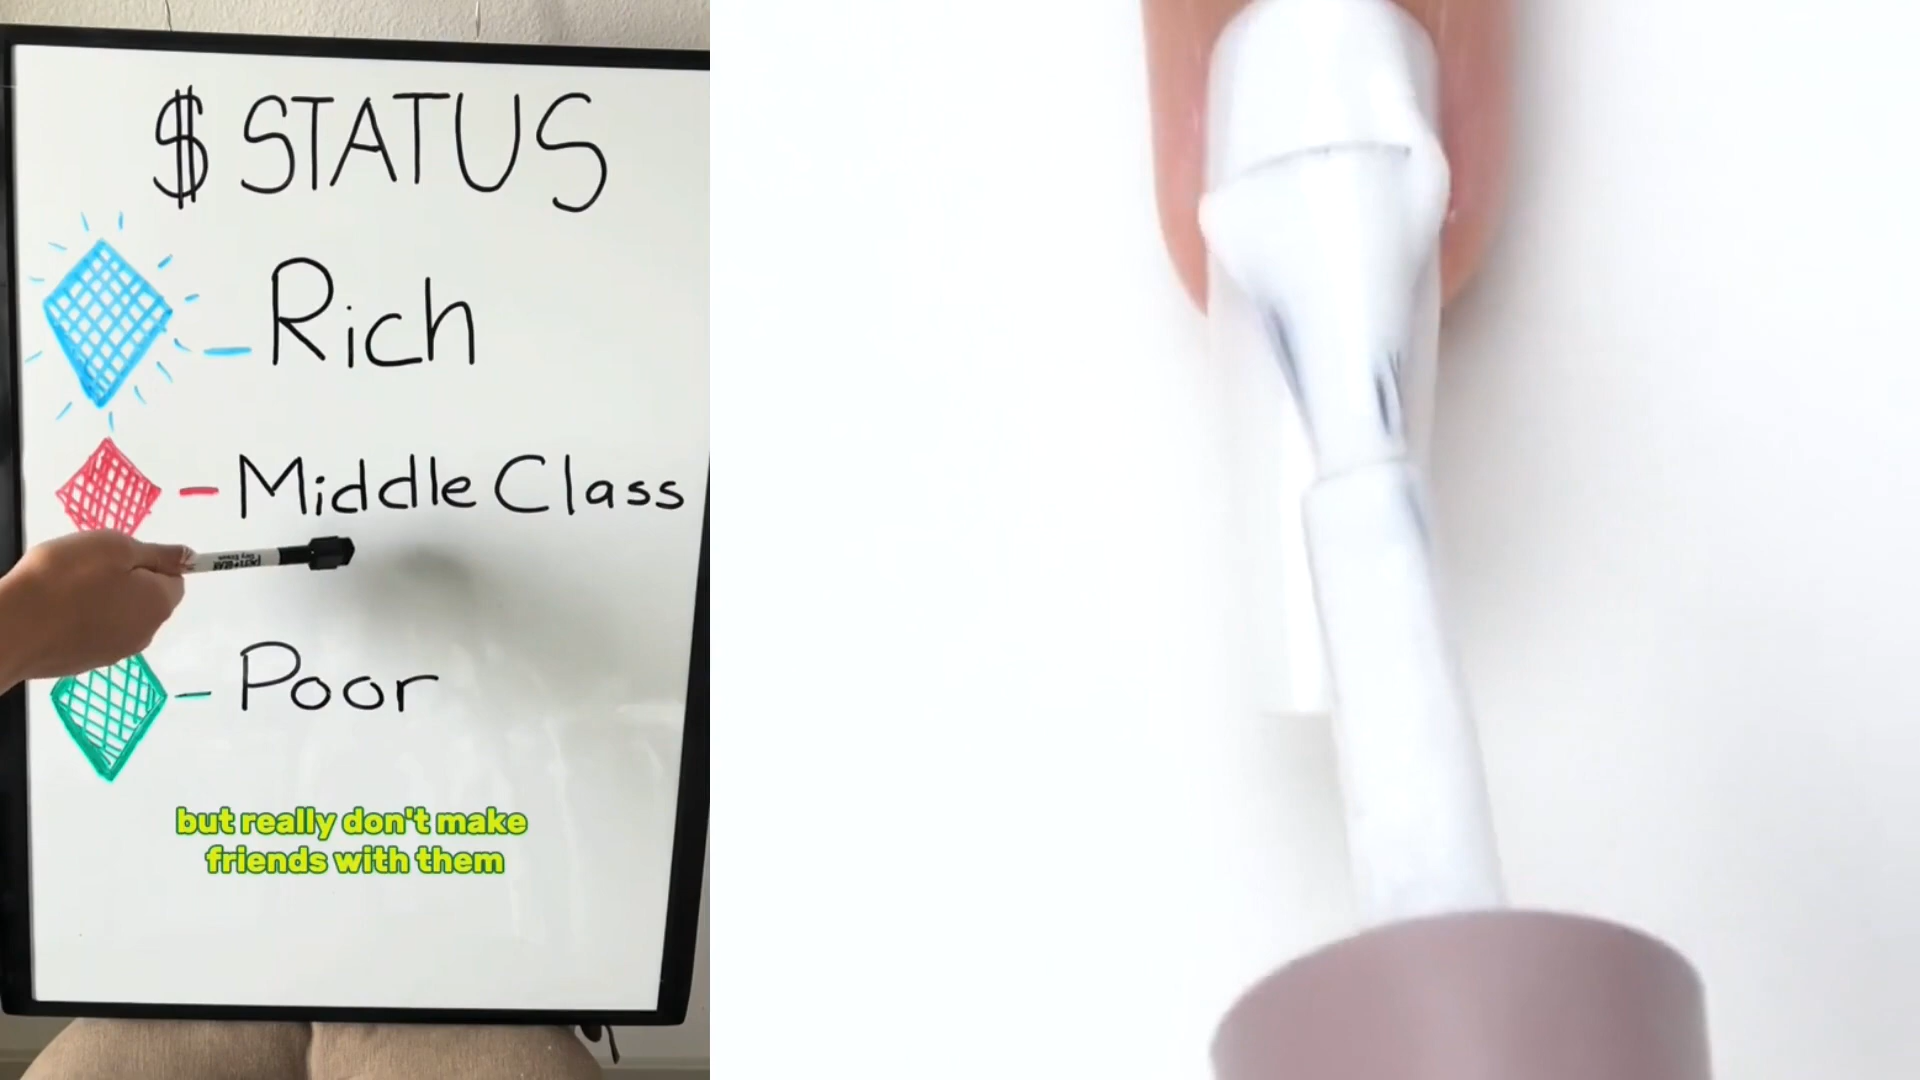 $ STATUS
Rich
Middle Class
Poor
but really don't make
friends with them